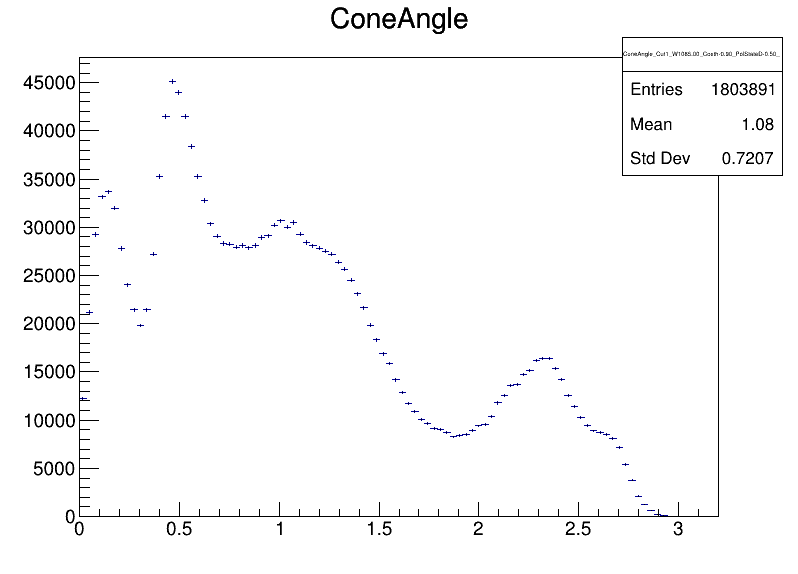 ConeAngle
ConeAngle_Cut1_W1085.00_Costh-0.90_PolStateD-0.50_
Entries 1803891
Mean 1.08
Std Dev 0.7207
45000
40000
35000
30000
25000
20000
15000
10000
5000
0
0 0.5 1 1.5 2 2.5 3